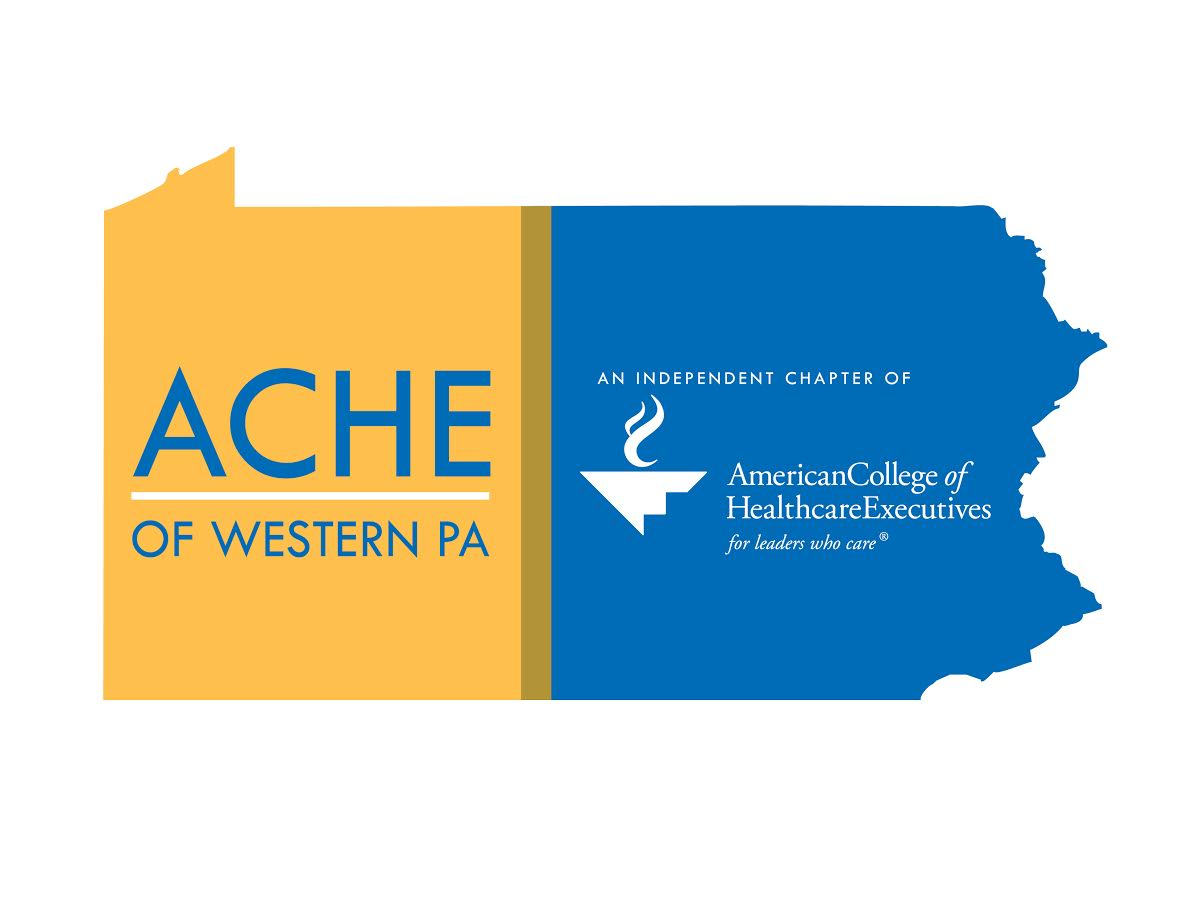 ACHE
OF WESTERN PA
AN INDEPENDENT CHAPTER OF
AmericanCollege of
HealthcareExecutives
for leaders who care®